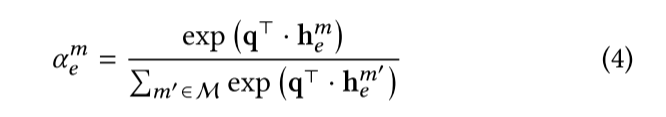 α_e^m = exp (q^⊤ · h_e^m) / ∑_{m′∈ℳ} exp (q^⊤ · h_e^{m′}) (4)